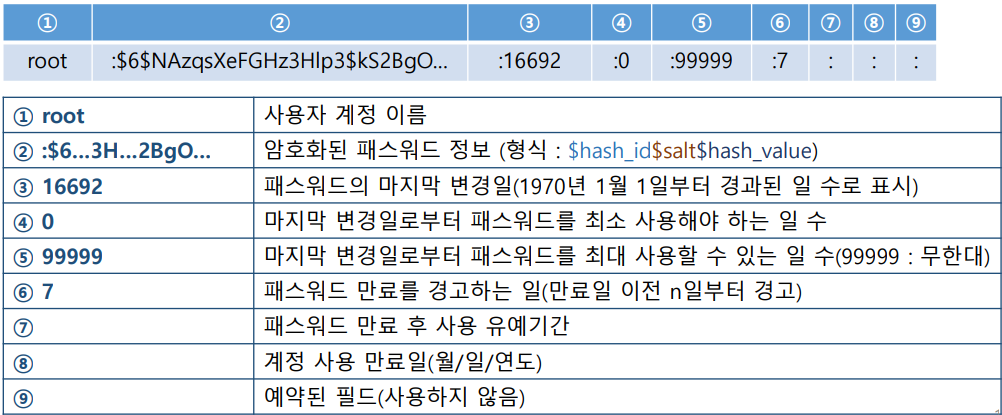 ① ② ③ ④ ⑤ ⑥ ⑦ ⑧ ⑨
root :$6$NAzqsXeFGHz3Hlp3$kS2BgO... :16692 :0 :99999 :7 : : :
① root 사용자 계정 이름
② :$6...3H...2BgO... 암호화된 패스워드 정보 (형식 : $hash_id$salt$hash_value)
③ 16692 패스워드의 마지막 변경일(1970년 1월 1일부터 경과된 일 수로 표시)
④ 0 마지막 변경일로부터 패스워드를 최소 사용해야 하는 일 수
⑤ 99999 마지막 변경일로부터 패스워드를 최대 사용할 수 있는 일 수(99999 : 무한대)
⑥ 7 패스워드 만료를 경고하는 일(만료일 이전 n일부터 경고)
⑦ 패스워드 만료 후 사용 유예기간
⑧ 계정 사용 만료일(월/일/연도)
⑨ 예약된 필드(사용하지 않음)